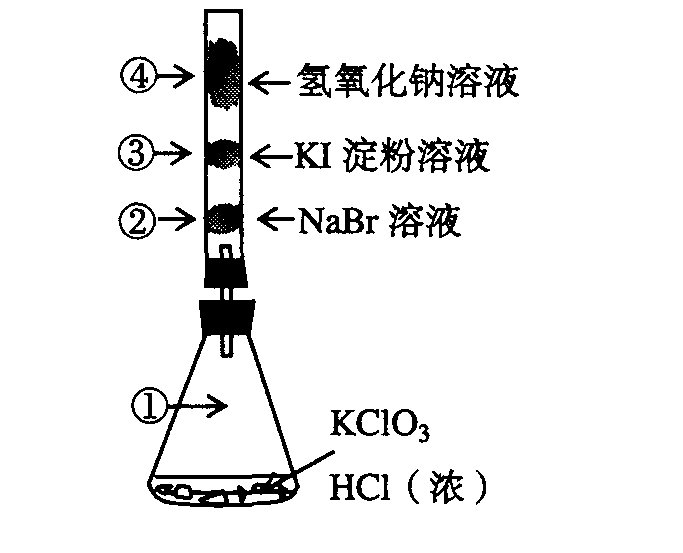 ④ 氢氧化钠溶液
③ KI 淀粉溶液
② NaBr 溶液
①
KClO₃
HCl（浓）